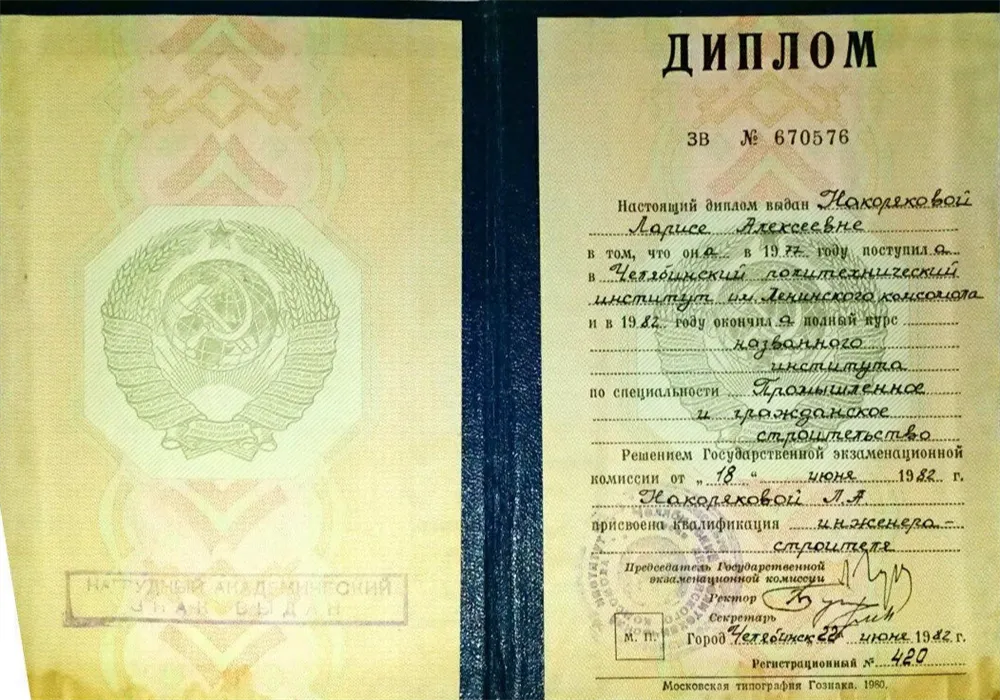 НАГРУДНЫЙ АКАДЕМИЧЕСКИЙ
ЗНАК ВЫДАН
ДИПЛОМ
ЗВ № 670576
Настоящий диплом выдан Накоряковой
Ларисе Алексеевне
в том, что она в 1977 году поступила
в Челябинский политехнический
институт им. Ленинского комсомола
и в 1982 году окончила полный курс
названного
института
по специальности Промышленное
и гражданское
строительство
Решением Государственной экзаменационной
комиссии от „18“ июня 1982 г.
Накоряковой Л.А
присвоена квалификация инженера-
строителя
Председатель Государственной
экзаменационной комиссии
Ректор
Секретарь
М. П.
Город Челябинск 22 июня 1982 г.
Регистрационный № 420
Московская типография Гознака. 1980.